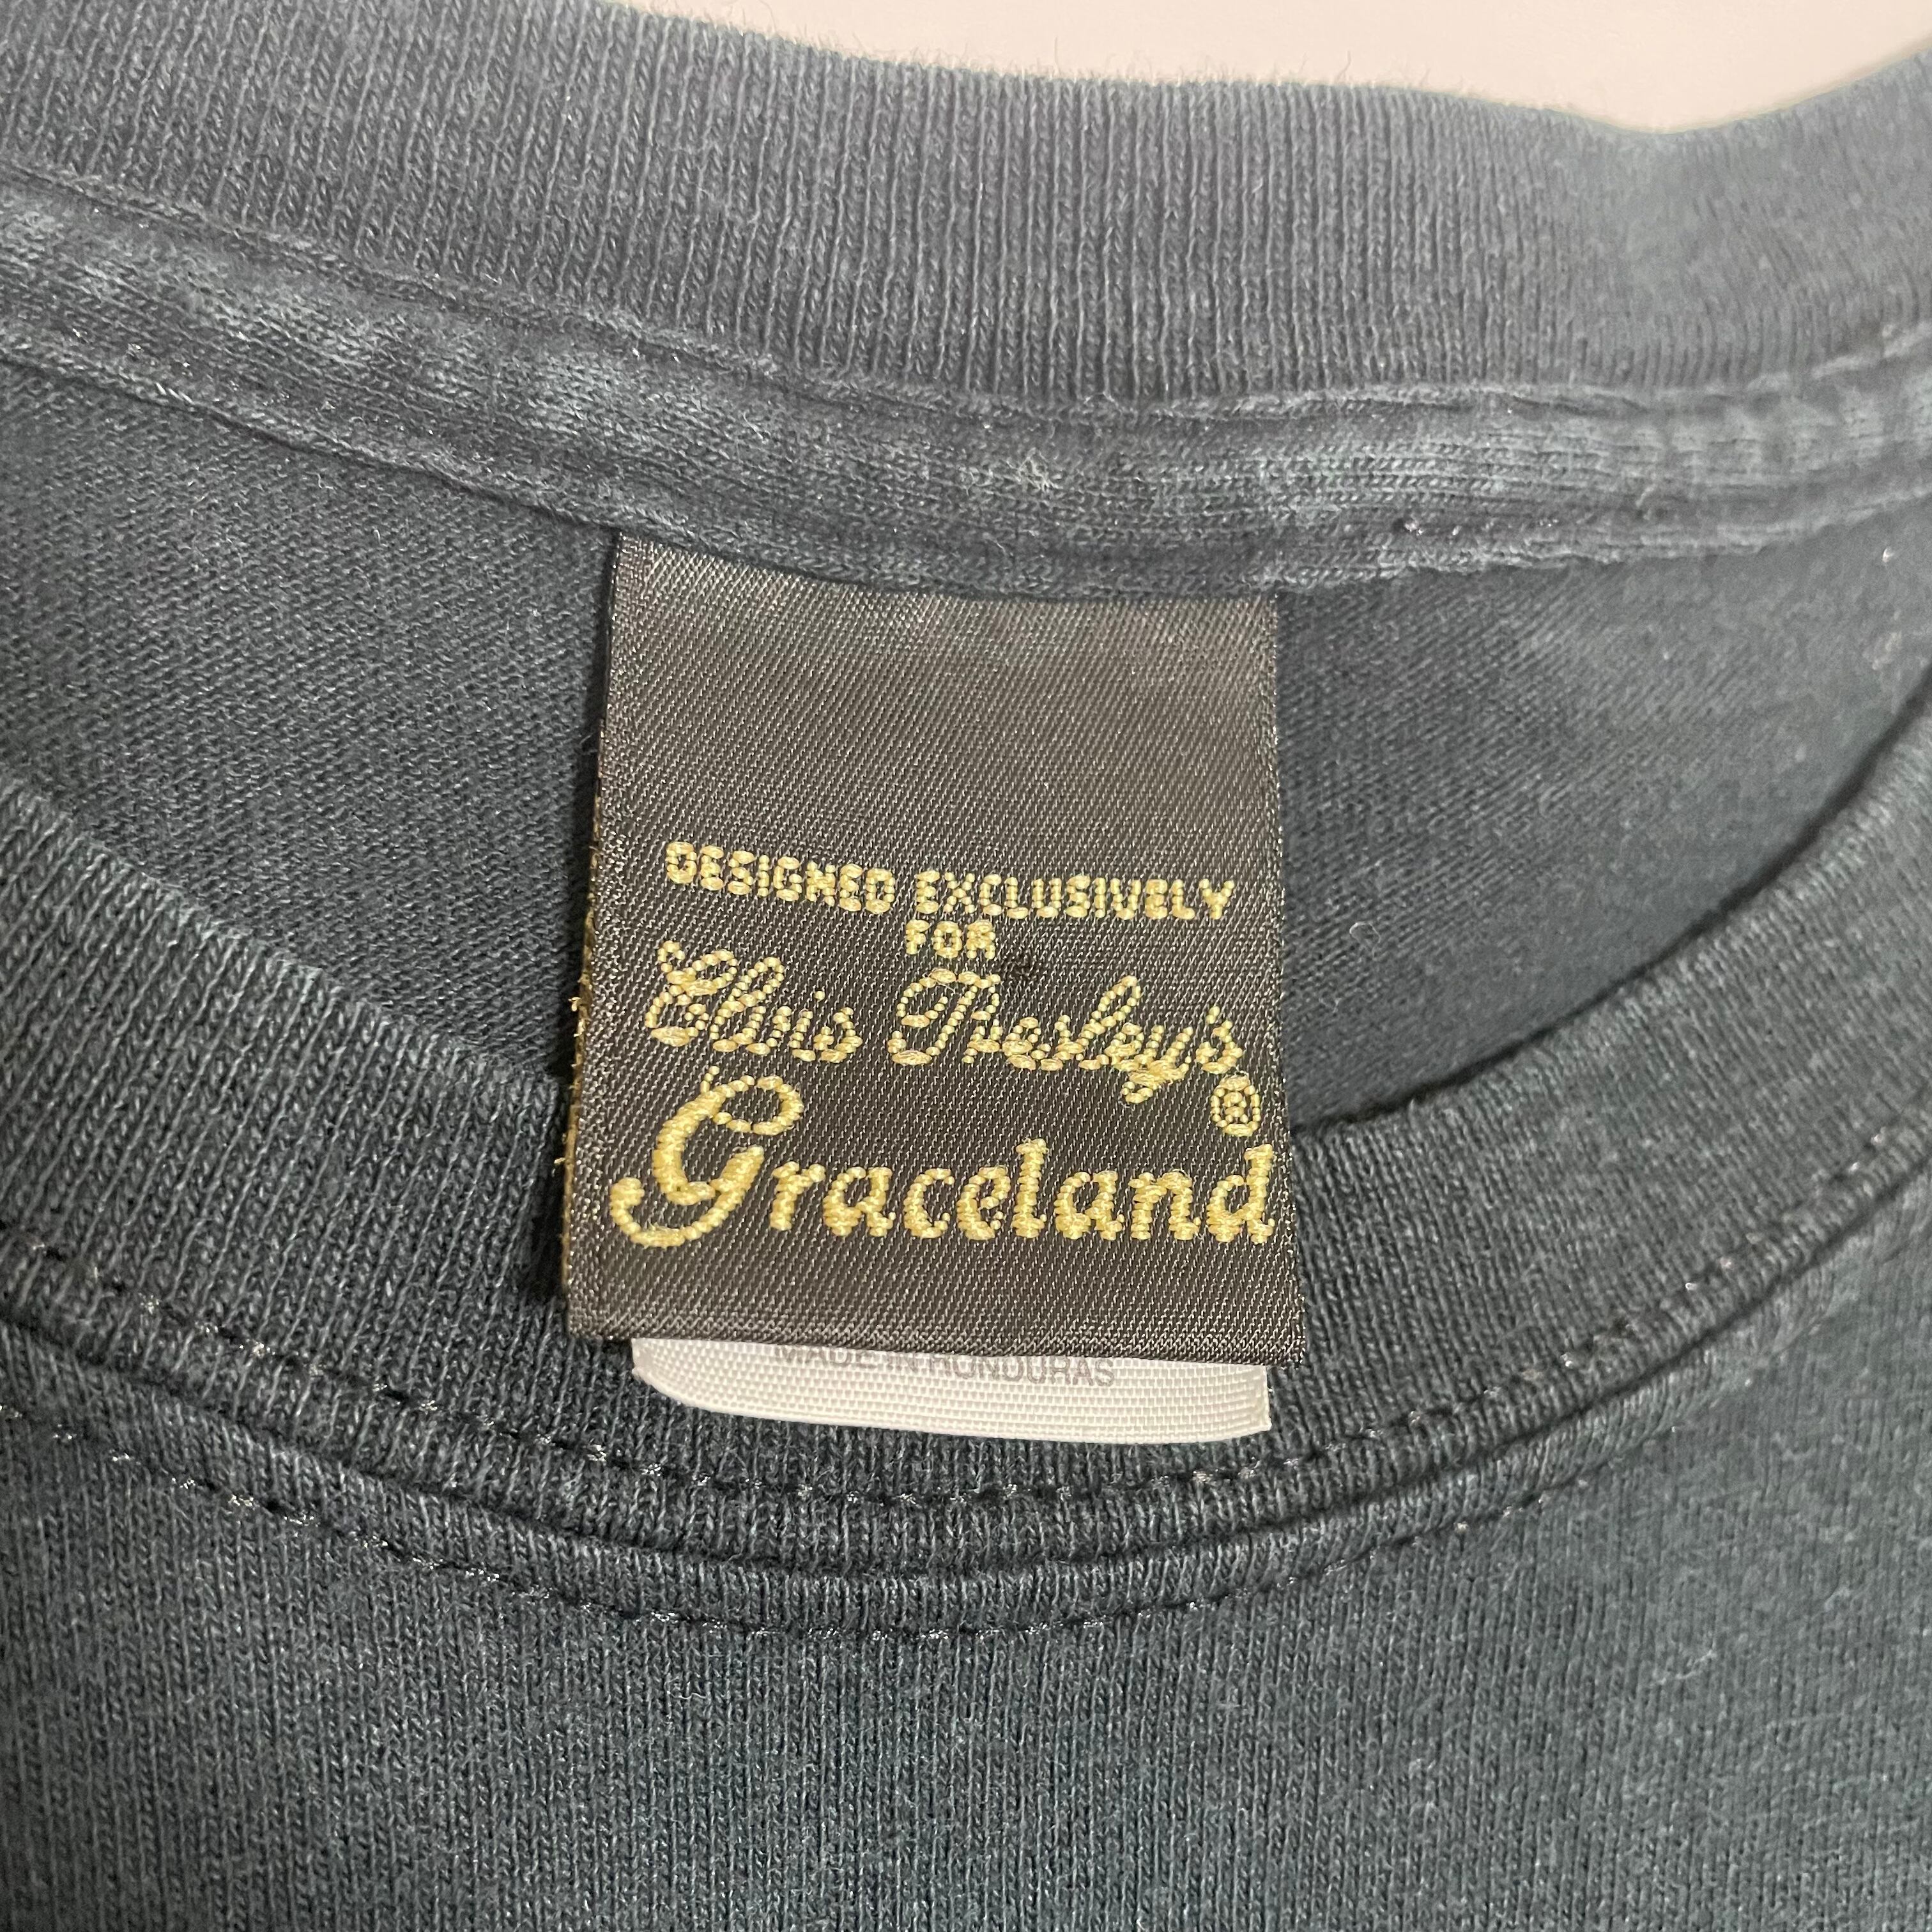 DESIGNED EXCLUSIVELY
FOR
Elvis Presley's
®
Graceland
MADE IN HONDURAS